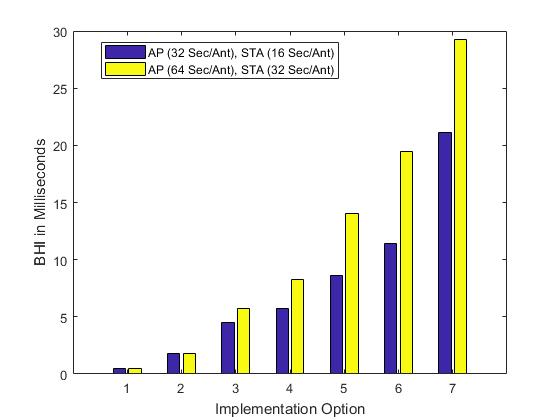 30
25
20
15
10
5
0
BHI in Milliseconds
AP (32 Sec/Ant), STA (16 Sec/Ant)
AP (64 Sec/Ant), STA (32 Sec/Ant)
1 2 3 4 5 6 7
Implementation Option